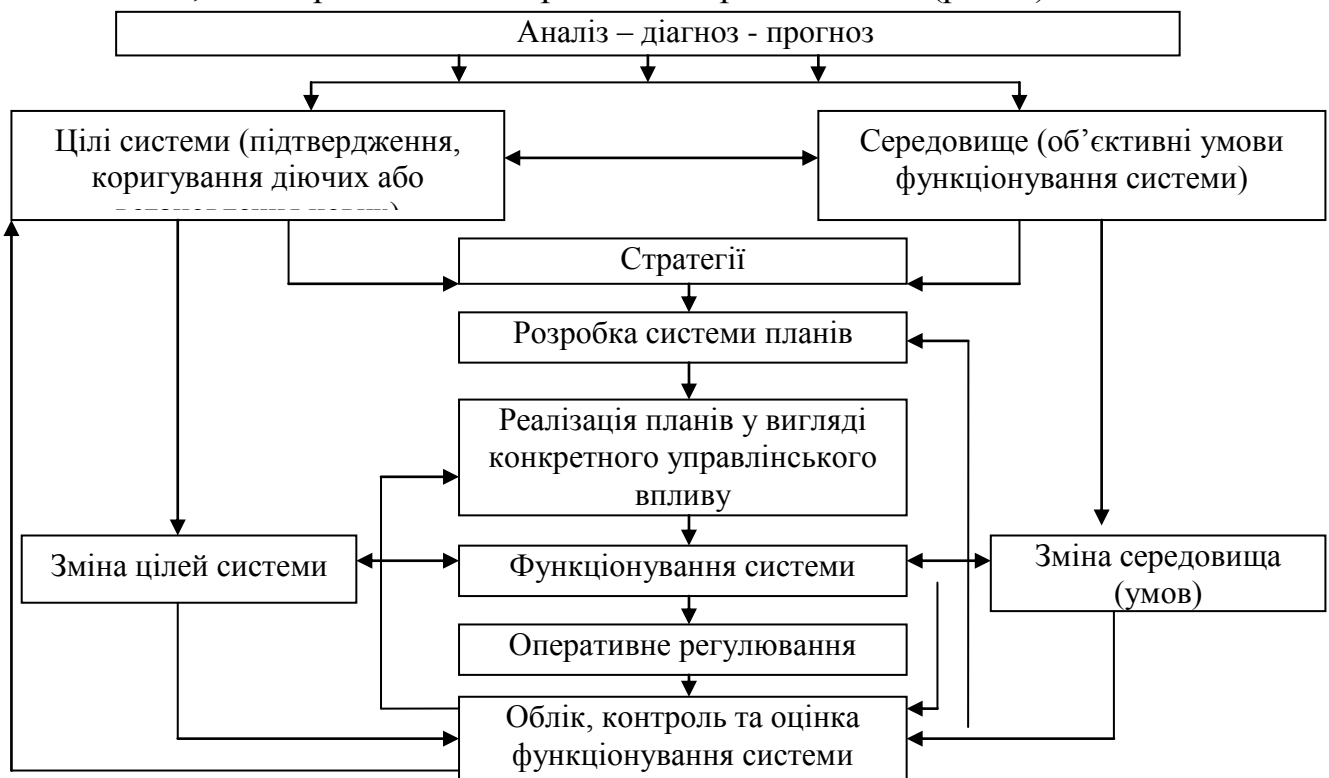 Аналіз – діагноз - прогноз
Цілі системи (підтвердження,
коригування діючих або
Середовище (об’єктивні умови
функціонування системи)
Стратегії
Розробка системи планів
Реалізація планів у вигляді
конкретного управлінського
впливу
Зміна цілей системи
Функціонування системи
Зміна середовища
(умов)
Оперативне регулювання
Облік, контроль та оцінка
функціонування системи